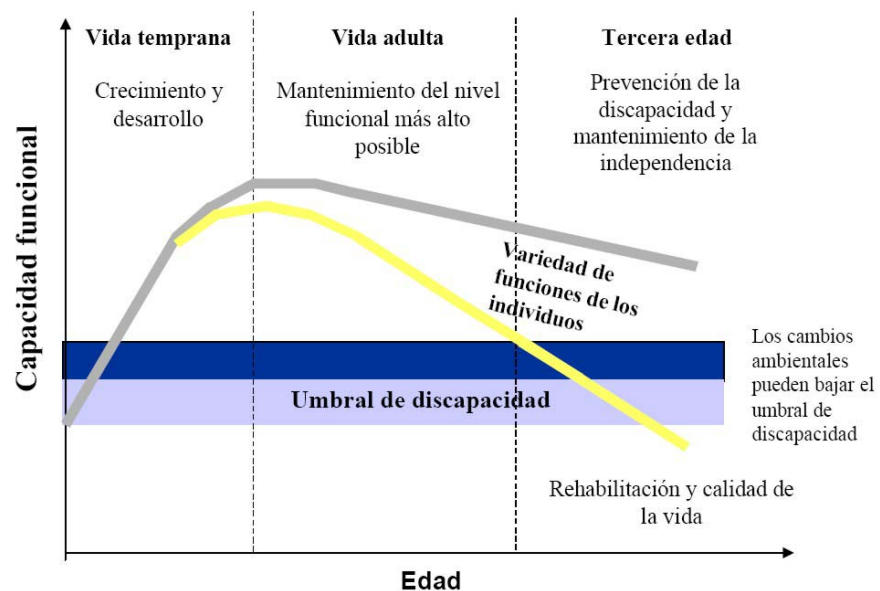 Vida temprana
Vida adulta
Tercera edad
Crecimiento y
desarrollo
Mantenimiento del nivel
funcional más alto
posible
Prevención de la
discapacidad y
mantenimiento de la
independencia
Capacidad funcional
Variedad de
funciones de los
individuos
Umbral de discapacidad
Los cambios
ambientales
pueden bajar el
umbral de
discapacidad
Rehabilitación y calidad de
la vida
Edad